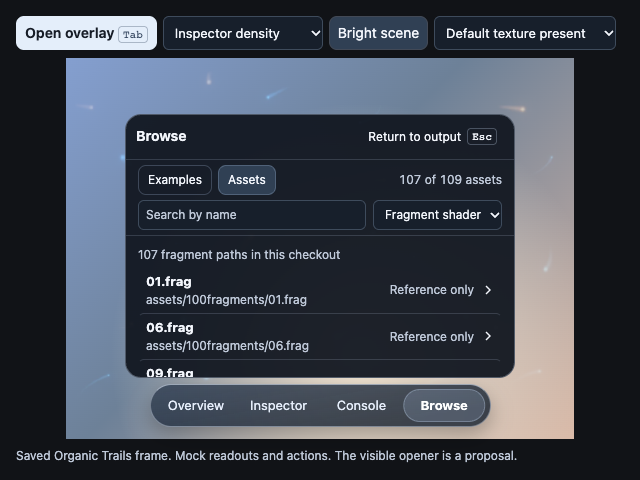 Open overlay Tab Inspector density Bright scene Default texture present
Browse Return to output Esc
Examples Assets 107 of 109 assets
Search by name Fragment shader
107 fragment paths in this checkout
01.frag
assets/100fragments/01.frag Reference only
06.frag
assets/100fragments/06.frag Reference only
09.frag
Overview Inspector Console Browse
Saved Organic Trails frame. Mock readouts and actions. The visible opener is a proposal.